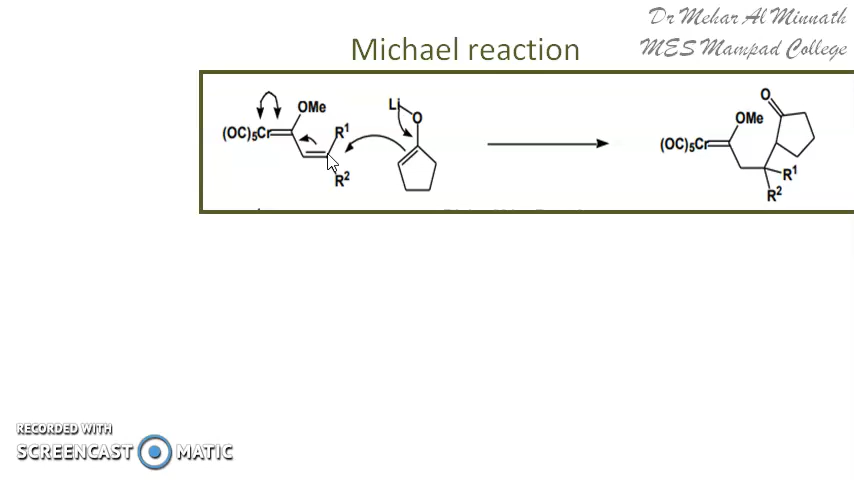 Dr Mehar Al Minnath
MES Mampad College
Michael reaction
OMe
(OC)5Cr
R1
R2
Li
O
O
OMe
(OC)5Cr
R1
R2
RECORDED WITH
SCREENCAST MATIC